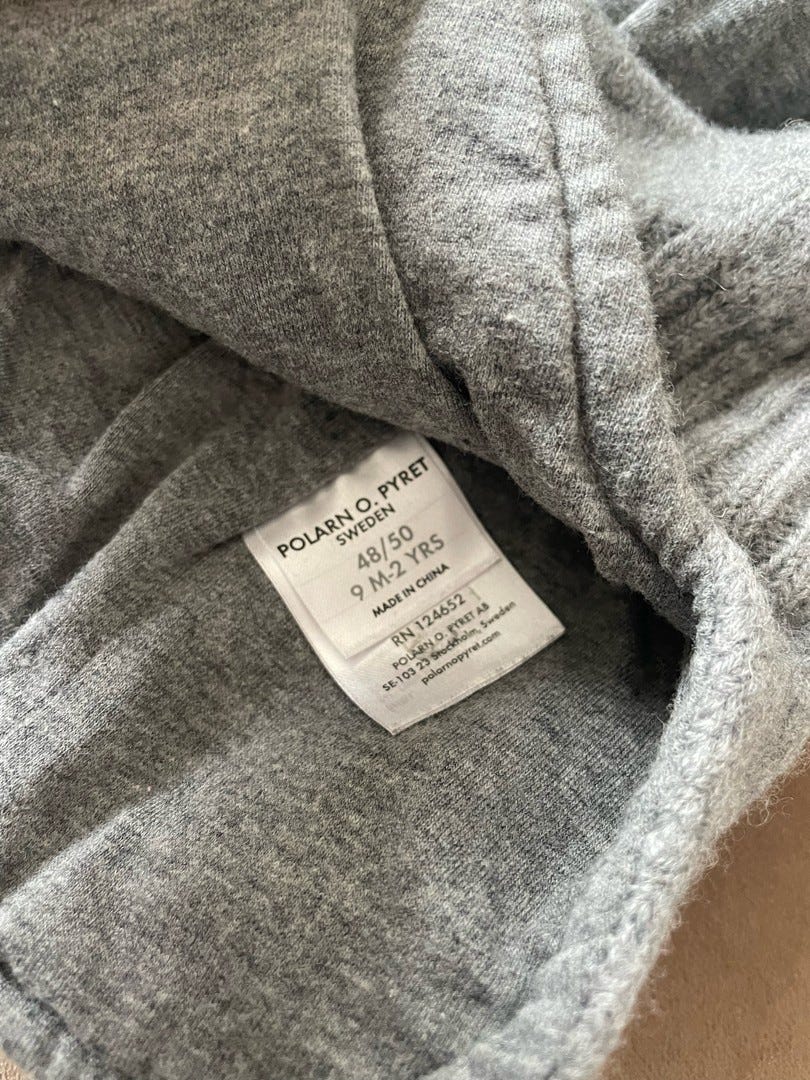 POLARN O. PYRET
SWEDEN
48/50
9 M-2 YRS
MADE IN CHINA
RN 124652
POLARN O. PYRET AB
SE-103 23 Stockholm, Sweden
polarnopyret.com